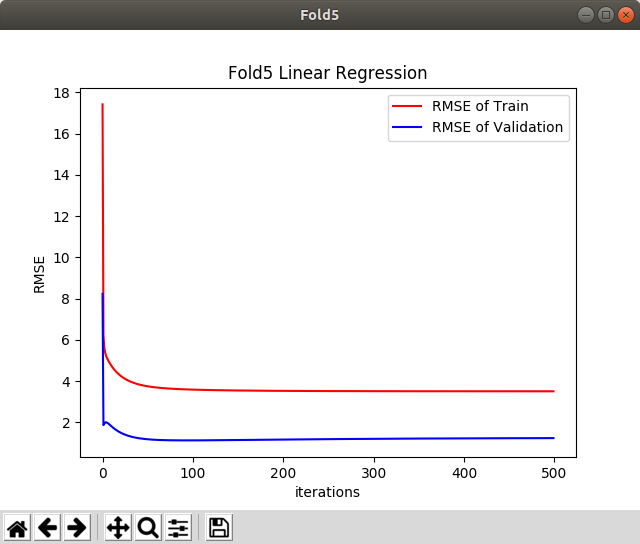 Fold5
Fold5 Linear Regression
RMSE of Train
RMSE of Validation
18
16
14
12
10
8
6
4
2
RMSE
0
100
200
300
400
500
iterations